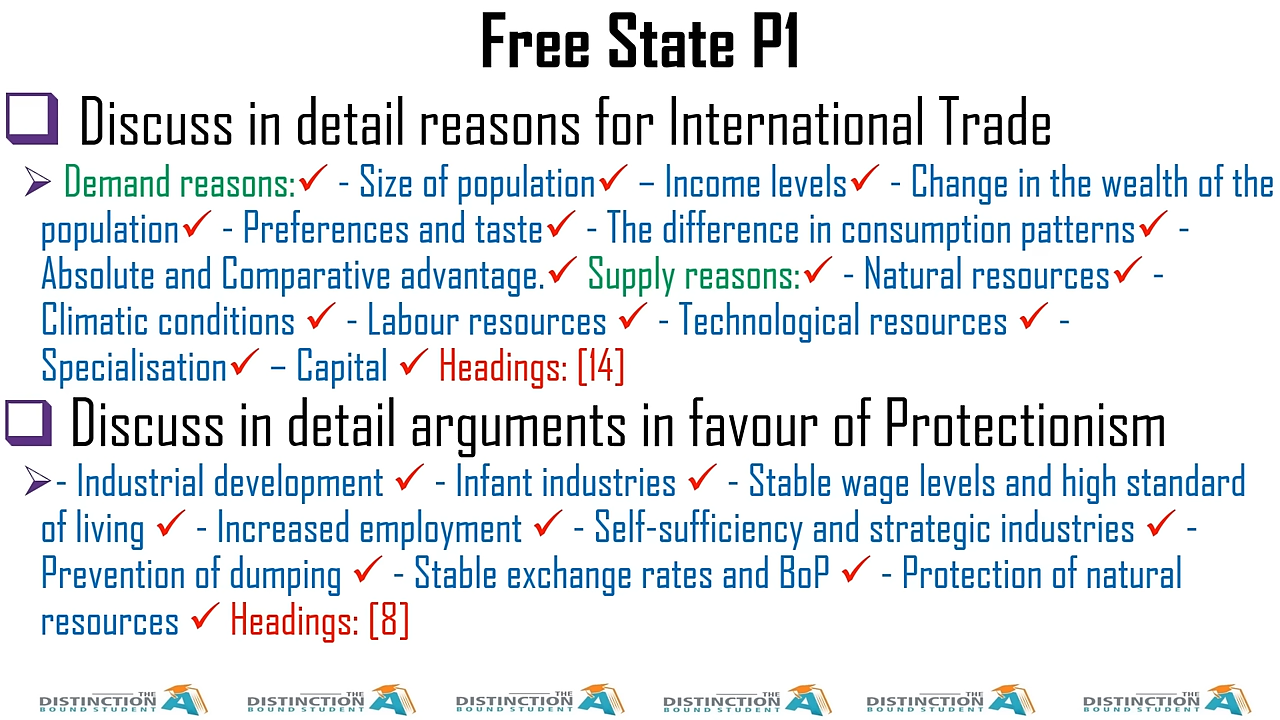 Free State P1
Discuss in detail reasons for International Trade
Demand reasons:✓ - Size of population✓ – Income levels✓ - Change in the wealth of the
population✓ - Preferences and taste✓ - The difference in consumption patterns✓ -
Absolute and Comparative advantage.✓ Supply reasons:✓ - Natural resources✓ -
Climatic conditions ✓ - Labour resources ✓ - Technological resources ✓ -
Specialisation✓ – Capital ✓ Headings: [14]
Discuss in detail arguments in favour of Protectionism
- Industrial development ✓ - Infant industries ✓ - Stable wage levels and high standard
of living ✓ - Increased employment ✓ - Self-sufficiency and strategic industries ✓ -
Prevention of dumping ✓ - Stable exchange rates and BoP ✓ - Protection of natural
resources ✓ Headings: [8]
THE DISTINCTION BOUND STUDENT A THE DISTINCTION BOUND STUDENT A THE DISTINCTION BOUND STUDENT A THE DISTINCTION BOUND STUDENT A THE DISTINCTION BOUND STUDENT A THE DISTINCTION BOUND STUDENT A